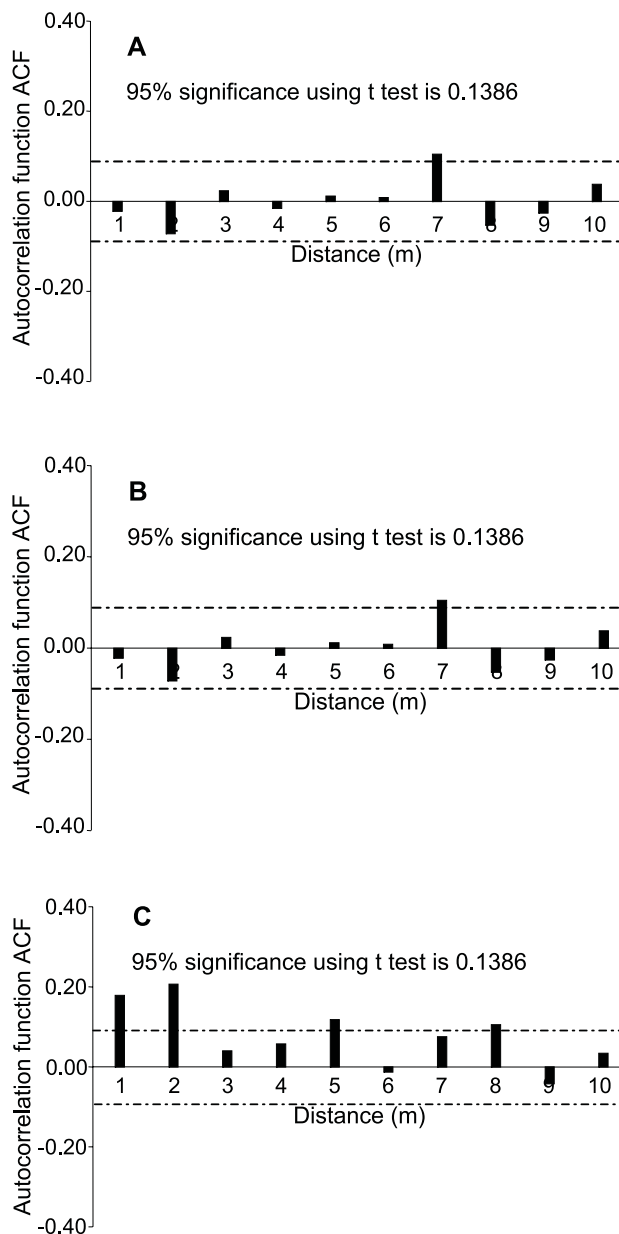 0.40
A
95% significance using t test is 0.1386
0.20
0.00
1 2 3 4 5 6 7 8 9 10
Distance (m)
-0.20
-0.40
Autocorrelation function ACF
0.40
B
95% significance using t test is 0.1386
0.20
0.00
1 2 3 4 5 6 7 8 9 10
Distance (m)
-0.20
-0.40
Autocorrelation function ACF
0.40
C
95% significance using t test is 0.1386
0.20
0.00
1 2 3 4 5 6 7 8 9 10
Distance (m)
-0.20
-0.40
Autocorrelation function ACF